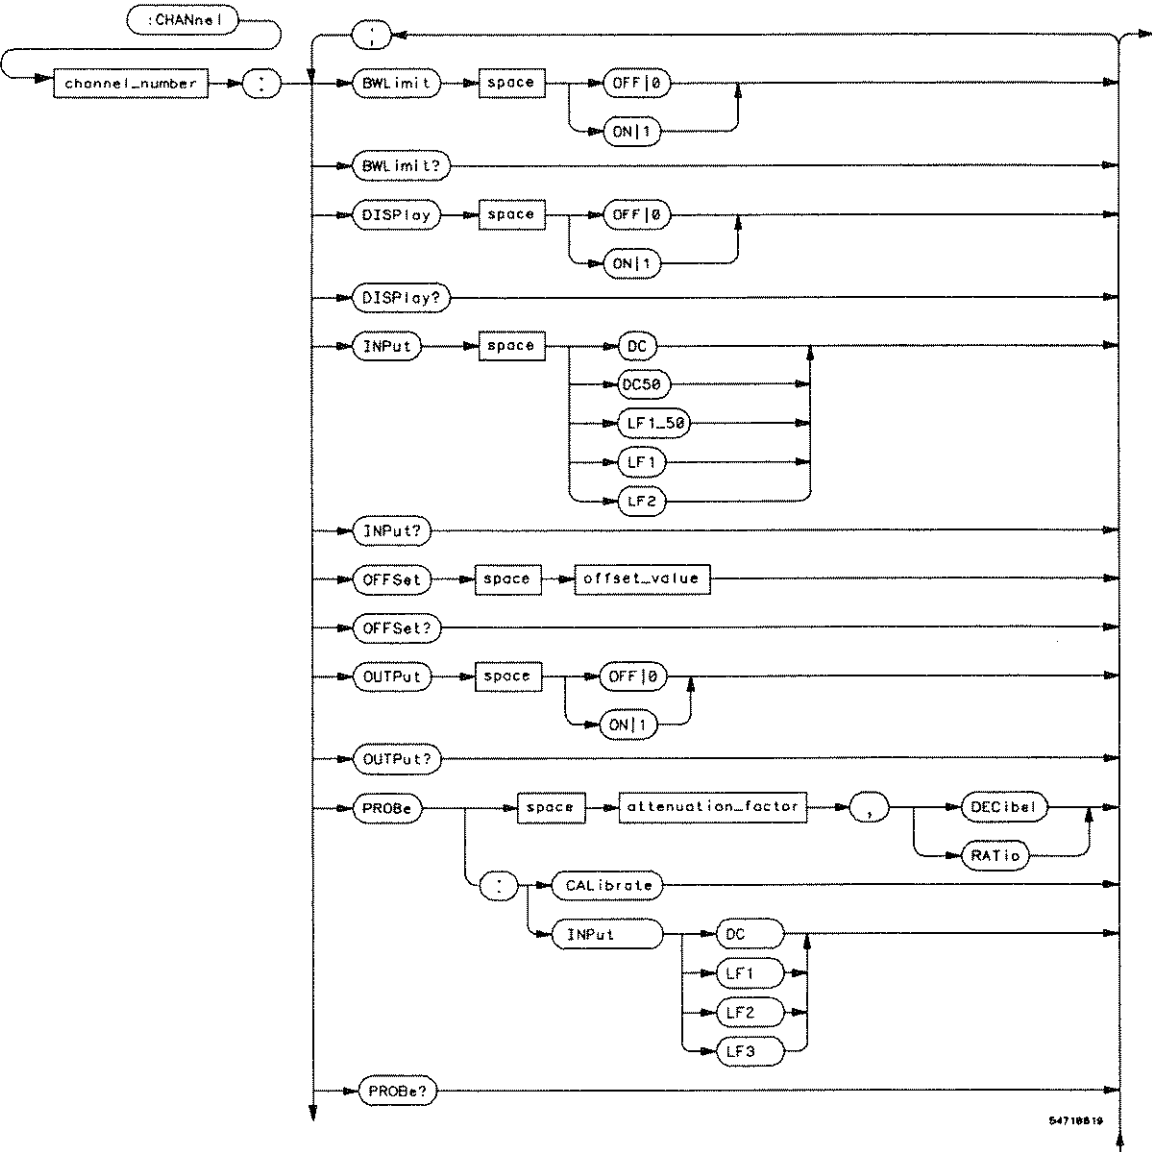 :CHANnel
;
channel_number : BWLimit space OFF|0
ON|1
BWLimit?
DISPlay space OFF|0
ON|1
DISPlay?
INPut space DC
DC50
LF1_50
LF1
LF2
INPut?
OFFSet space offset_value
OFFSet?
OUTPut space OFF|0
ON|1
OUTPut?
PROBe space attenuation_factor , DECibel
RATio
: CALibrate
INPut DC
LF1
LF2
LF3
PROBe?